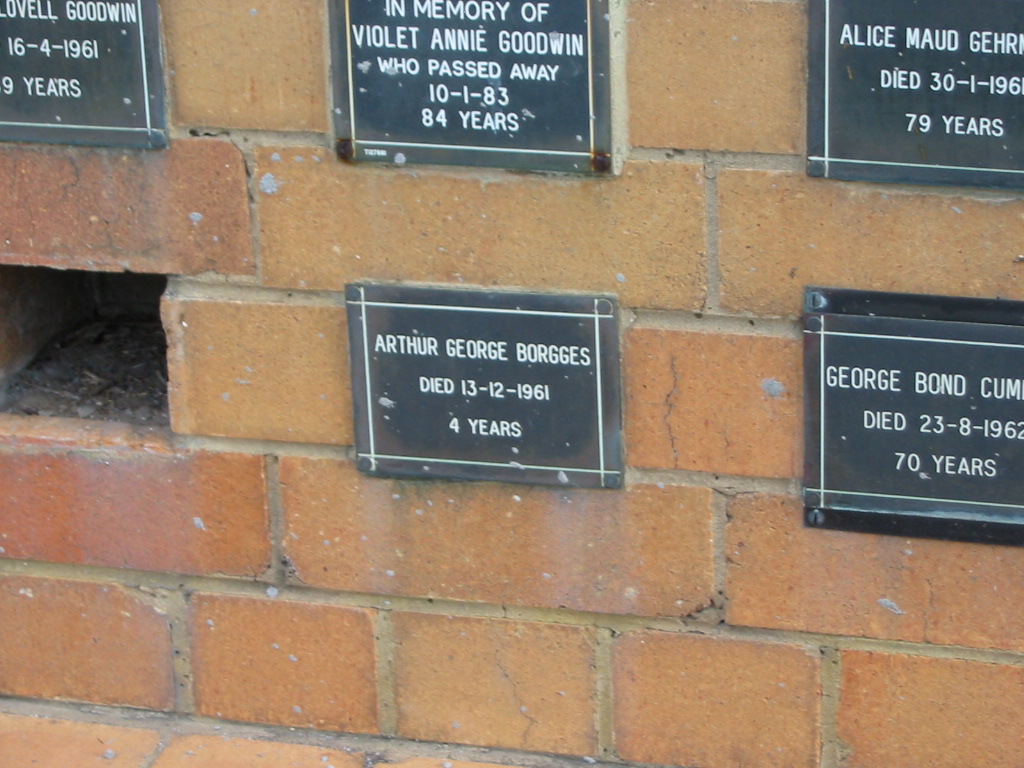 LOVELL GOODWIN
16-4-1961
9 YEARS
IN MEMORY OF
VIOLET ANNIE GOODWIN
WHO PASSED AWAY
10-1-83
84 YEARS
ALICE MAUD GEHR
DIED 30-1-1961
79 YEARS
ARTHUR GEORGE BORGGES
DIED 13-12-1961
4 YEARS
GEORGE BOND CUM
DIED 23-8-1962
70 YEARS